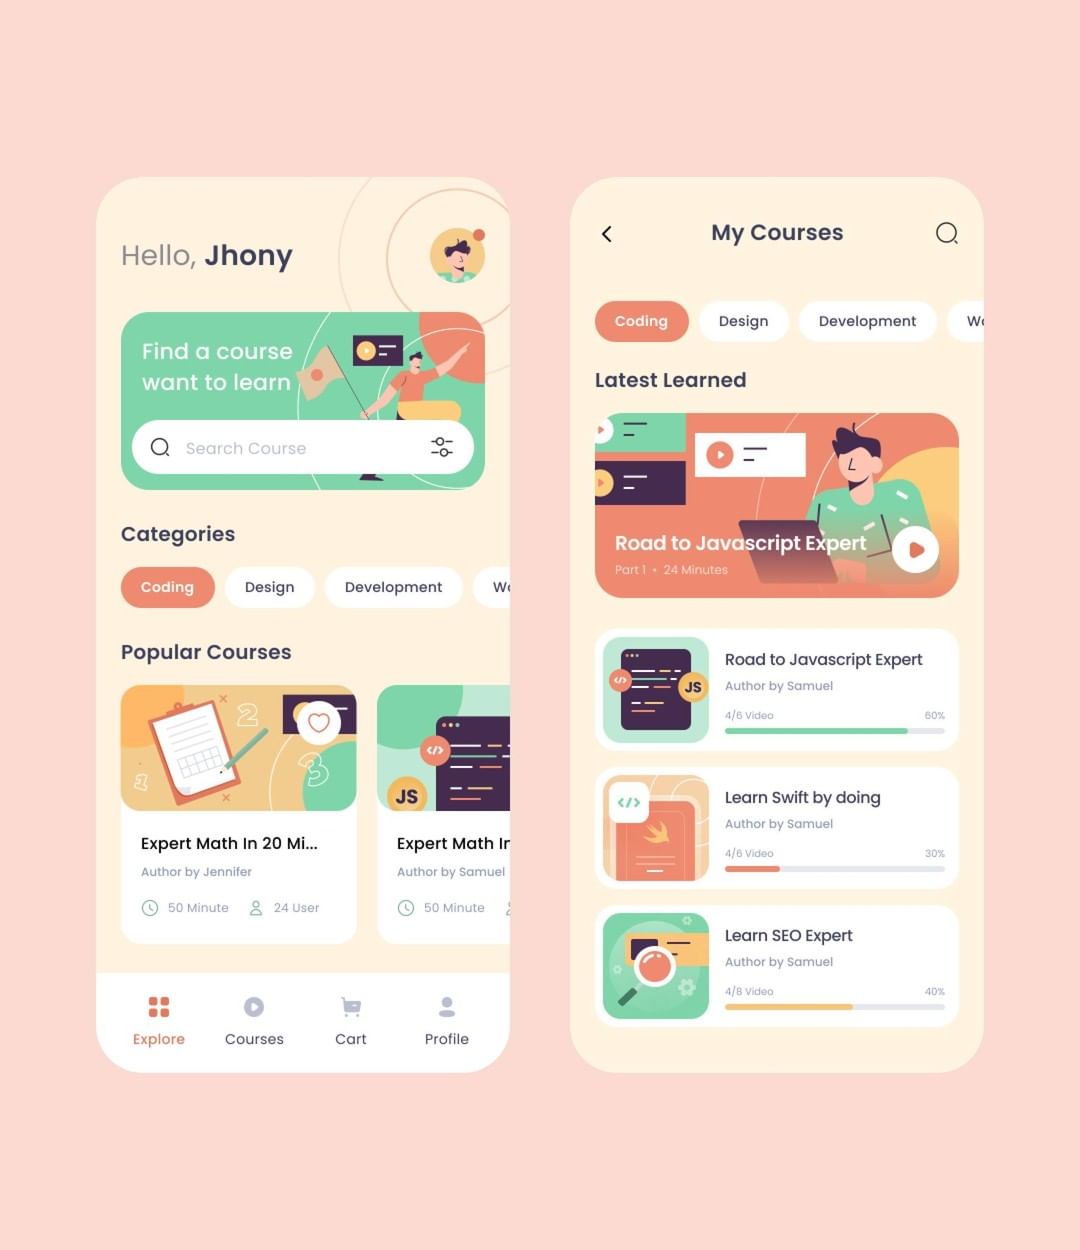 Hello, Jhony
Find a course
want to learn
Search Course
Categories
Coding
Design
Development
Wo
Popular Courses
1
2
3
Expert Math In 20 Mi...
Author by Jennifer
50 Minute
24 User
</>
JS
Expert Math In
Author by Samuel
50 Minute
Explore
Courses
Cart
Profile
My Courses
Coding
Design
Development
Wo
Latest Learned
Road to Javascript Expert
Part 1 • 24 Minutes
</>
JS
Road to Javascript Expert
Author by Samuel
4/6 Video
60%
</>
Learn Swift by doing
Author by Samuel
4/6 Video
30%
Learn SEO Expert
Author by Samuel
4/8 Video
40%